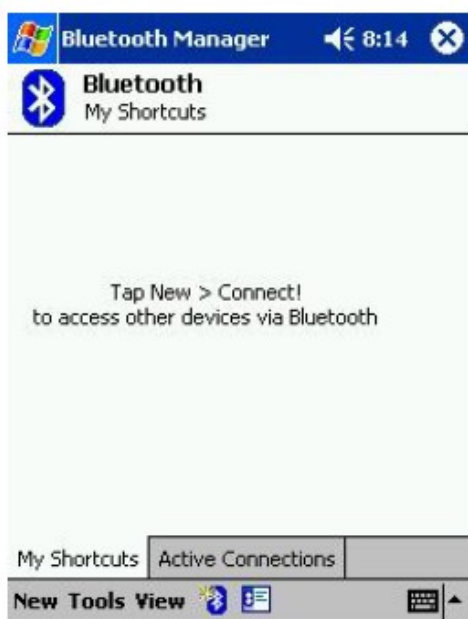 Bluetooth Manager 8:14
Bluetooth
My Shortcuts
Tap New > Connect!
to access other devices via Bluetooth
My Shortcuts Active Connections
New Tools View